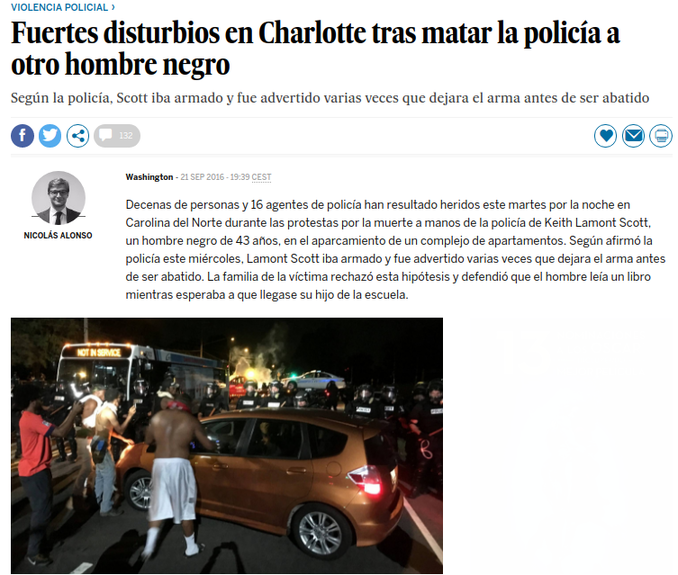 VIOLENCIA POLICIAL ›
Fuertes disturbios en Charlotte tras matar la policía a
otro hombre negro
Según la policía, Scott iba armado y fue advertido varias veces que dejara el arma antes de ser abatido
132
Washington - 21 SEP 2016 - 19:39 CEST
NICOLÁS ALONSO
Decenas de personas y 16 agentes de policía han resultado heridos este martes por la noche en
Carolina del Norte durante las protestas por la muerte a manos de la policía de Keith Lamont Scott,
un hombre negro de 43 años, en el aparcamiento de un complejo de apartamentos. Según afirmó la
policía este miércoles, Lamont Scott iba armado y fue advertido varias veces que dejara el arma antes
de ser abatido. La familia de la víctima rechazó esta hipótesis y defendió que el hombre leía un libro
mientras esperaba a que llegase su hijo de la escuela.
NOT IN SERVICE